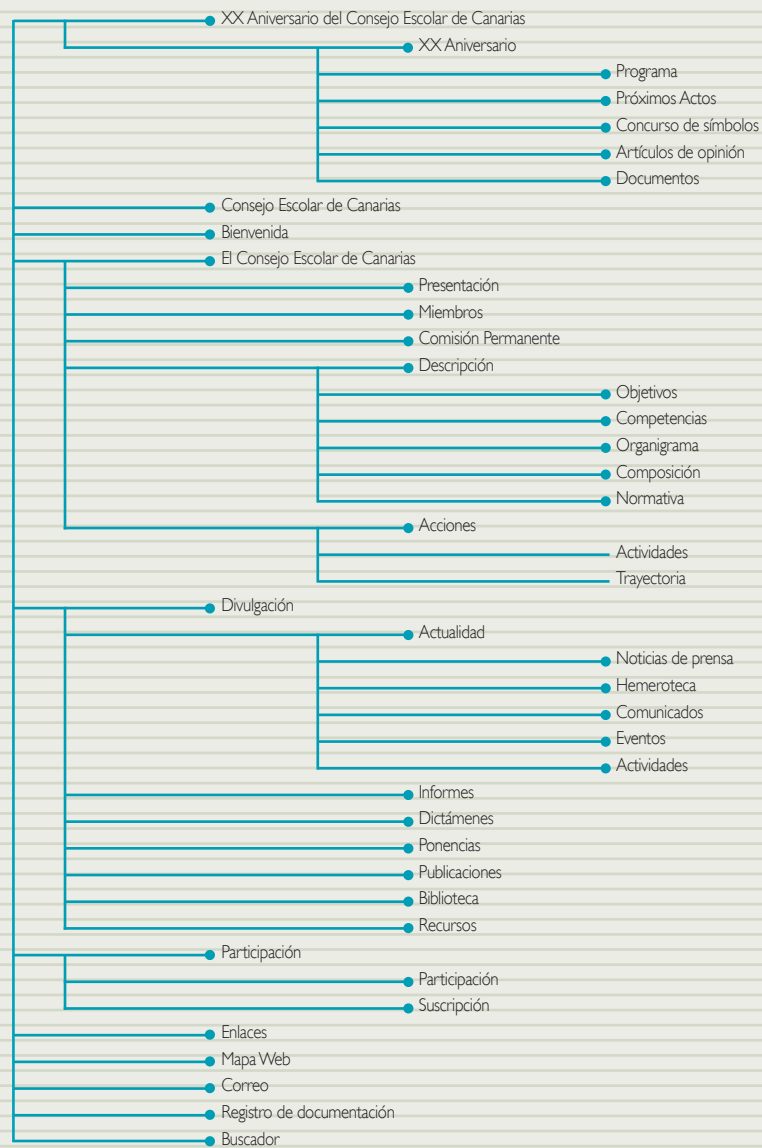 XX Aniversario del Consejo Escolar de Canarias
XX Aniversario
Programa
Próximos Actos
Concurso de símbolos
Artículos de opinión
Documentos
Consejo Escolar de Canarias
Bienvenida
El Consejo Escolar de Canarias
Presentación
Miembros
Comisión Permanente
Descripción
Objetivos
Competencias
Organigrama
Composición
Normativa
Acciones
Actividades
Trayectoria
Divulgación
Actualidad
Noticias de prensa
Hemeroteca
Comunicados
Eventos
Actividades
Informes
Dictámenes
Ponencias
Publicaciones
Biblioteca
Recursos
Participación
Participación
Suscripción
Enlaces
Mapa Web
Correo
Registro de documentación
Buscador